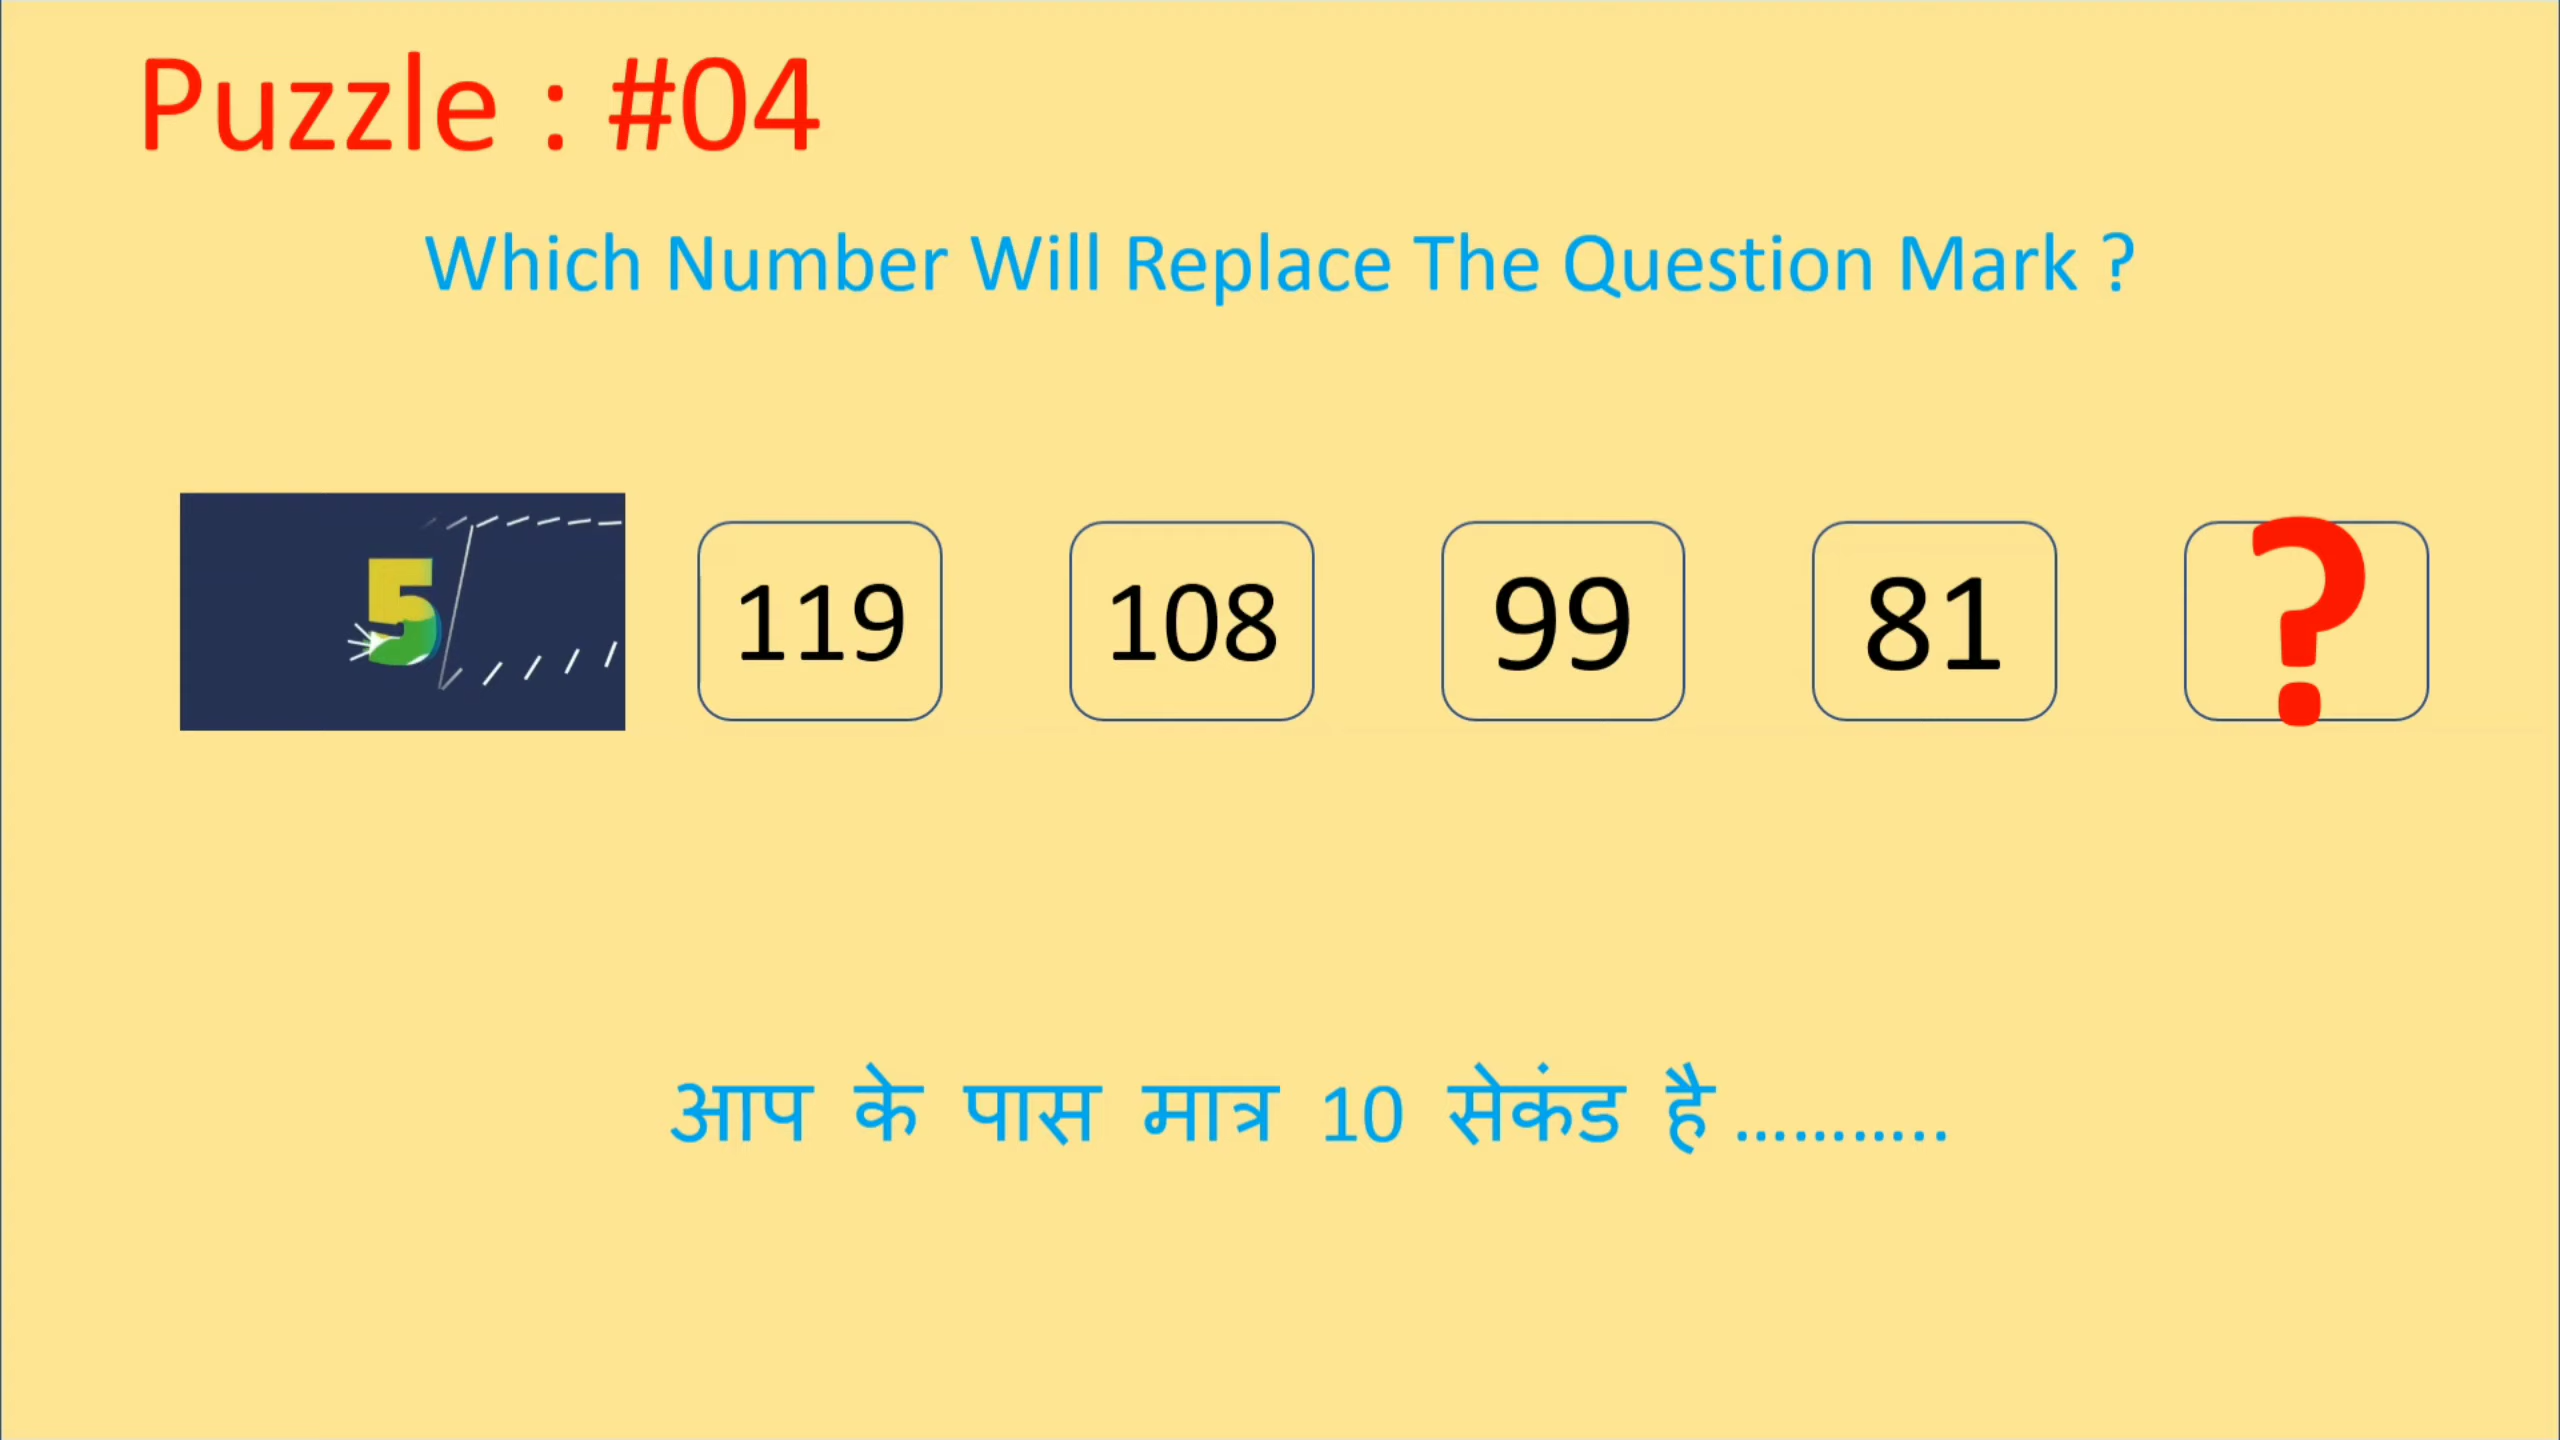 Puzzle : #04
Which Number Will Replace The Question Mark ?
5 119 108 99 81 ?
आप के पास मात्र 10 सेकंड है ...........